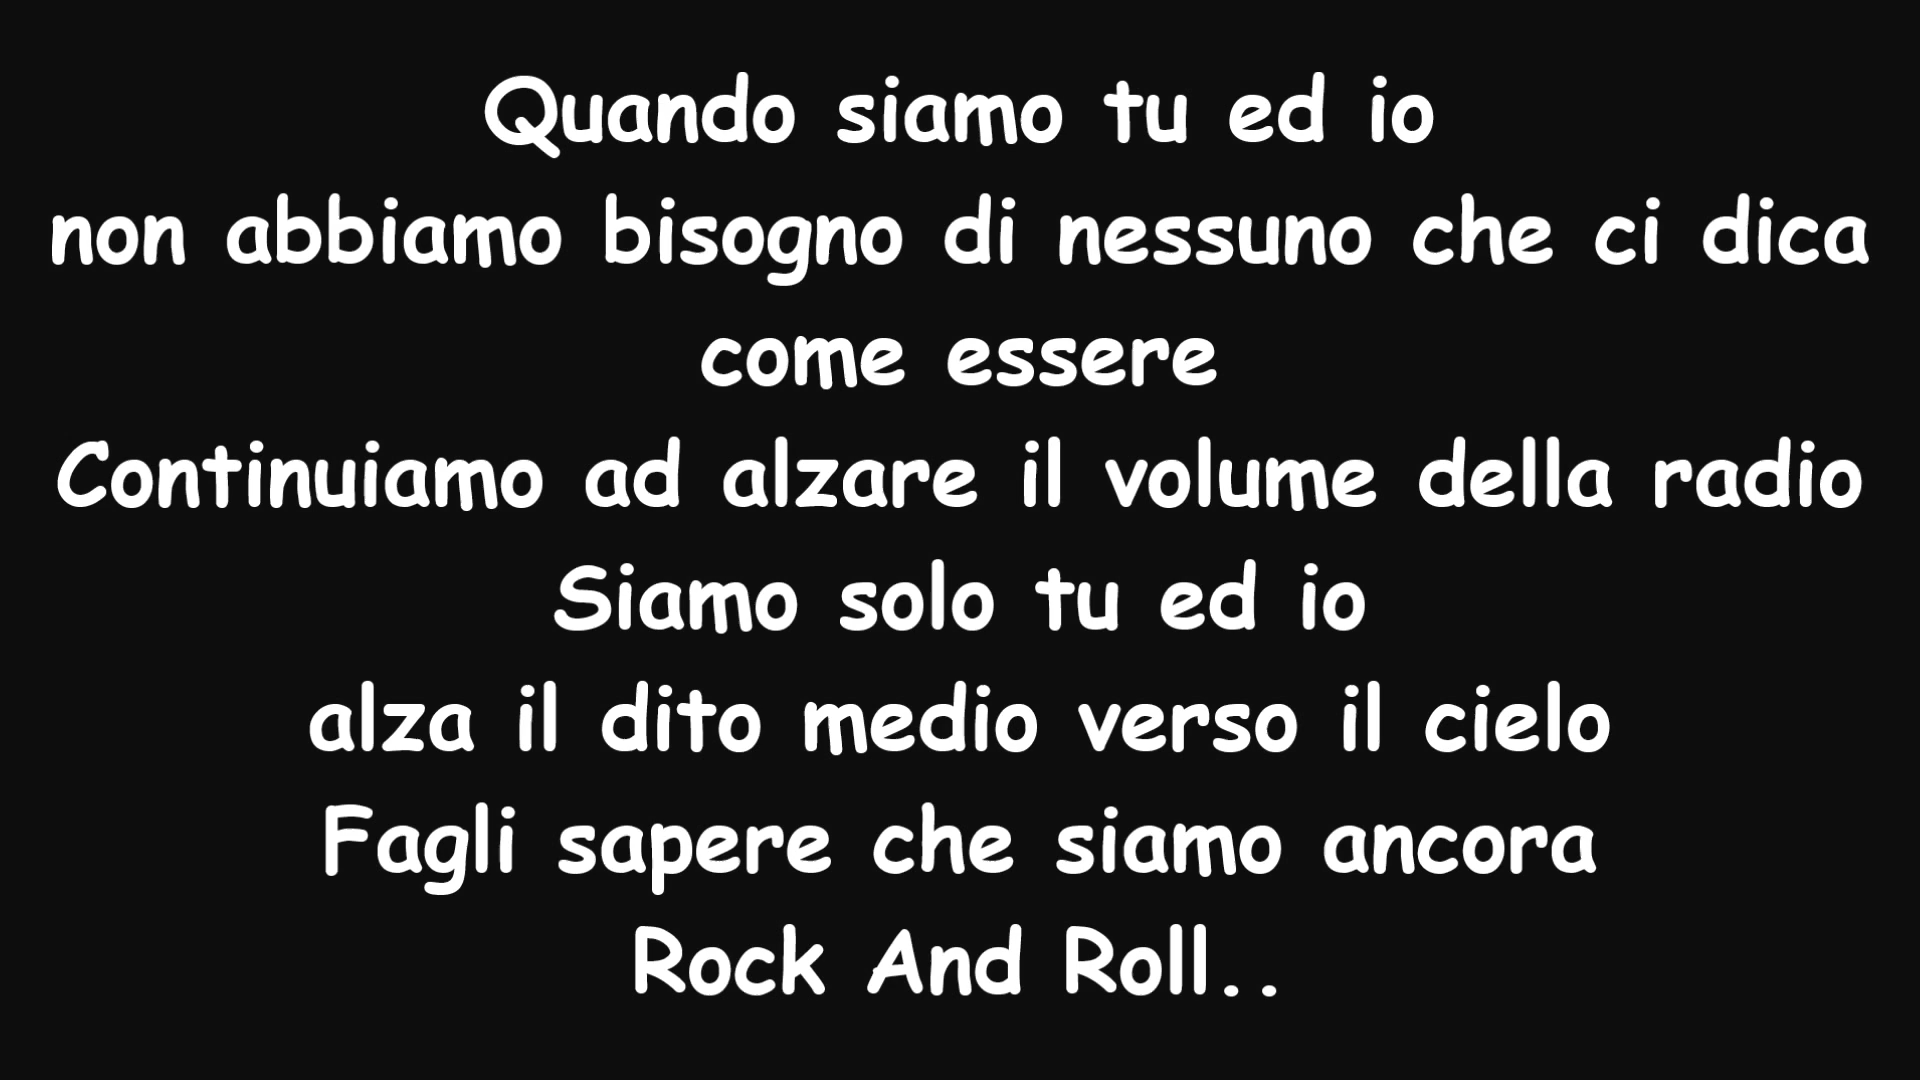 Quando siamo tu ed io
non abbiamo bisogno di nessuno che ci dica
come essere
Continuiamo ad alzare il volume della radio
Siamo solo tu ed io
alza il dito medio verso il cielo
Fagli sapere che siamo ancora
Rock And Roll..